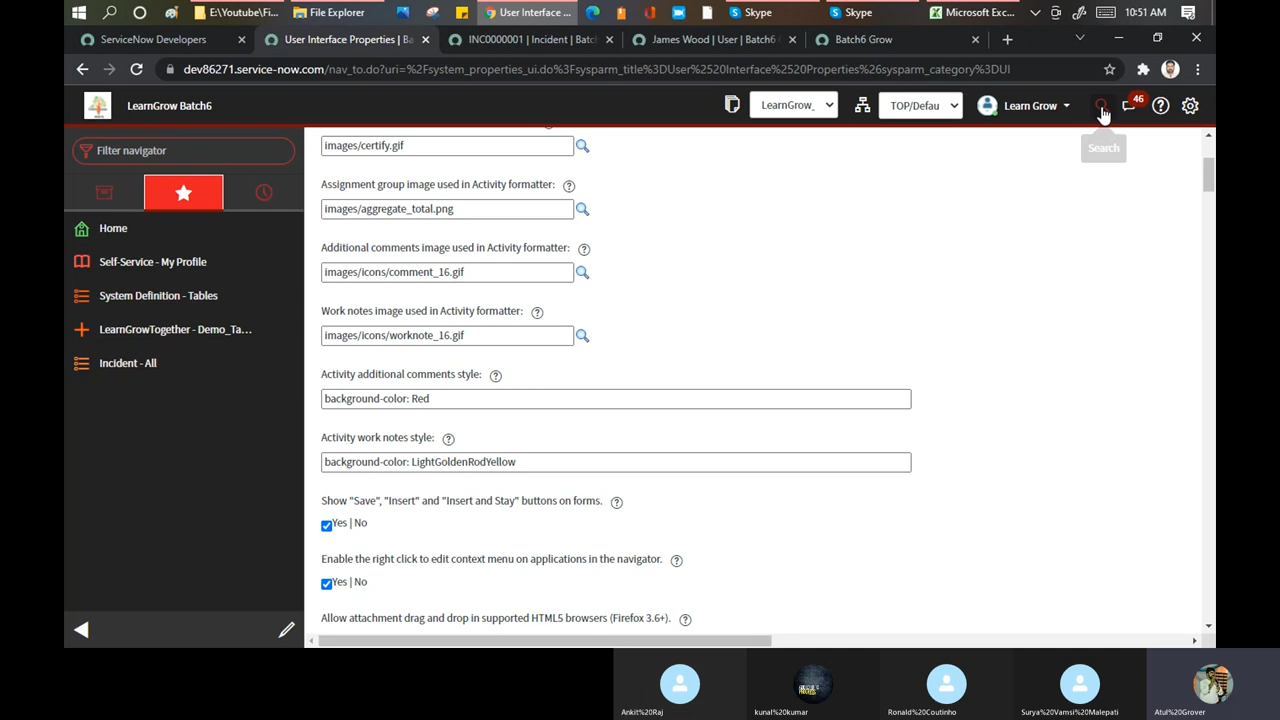 E:\Youtube\Fi...
File Explorer
User Interface ...
Skype
Skype
Microsoft Exc...
10:51 AM
ServiceNow Developers
User Interface Properties | Ba
INC0000001 | Incident | Batc
James Wood | User | Batch6
Batch6 Grow
dev86271.service-now.com/nav_to.do?uri=%2Fsystem_properties_ui.do%3Fsysparm_title%3DUser%2520Interface%2520Properties%26sysparm_category%3DUI
LearnGrow Batch6
LearnGrow_
TOP/Defau
Learn Grow
46
Search
Filter navigator
Home
Self-Service - My Profile
System Definition - Tables
LearnGrowTogether - Demo_Ta...
Incident - All
images/certify.gif
Assignment group image used in Activity formatter:
images/aggregate_total.png
Additional comments image used in Activity formatter:
images/icons/comment_16.gif
Work notes image used in Activity formatter:
images/icons/worknote_16.gif
Activity additional comments style:
background-color: Red
Activity work notes style:
background-color: LightGoldenRodYellow
Show "Save", "Insert" and "Insert and Stay" buttons on forms.
Yes | No
Enable the right click to edit context menu on applications in the navigator.
Yes | No
Allow attachment drag and drop in supported HTML5 browsers (Firefox 3.6+).
Ankit%20Raj
kunal%20kumar
Ronald%20Coutinho
Surya%20Vamsi%20Malepati
Atul%20Grover